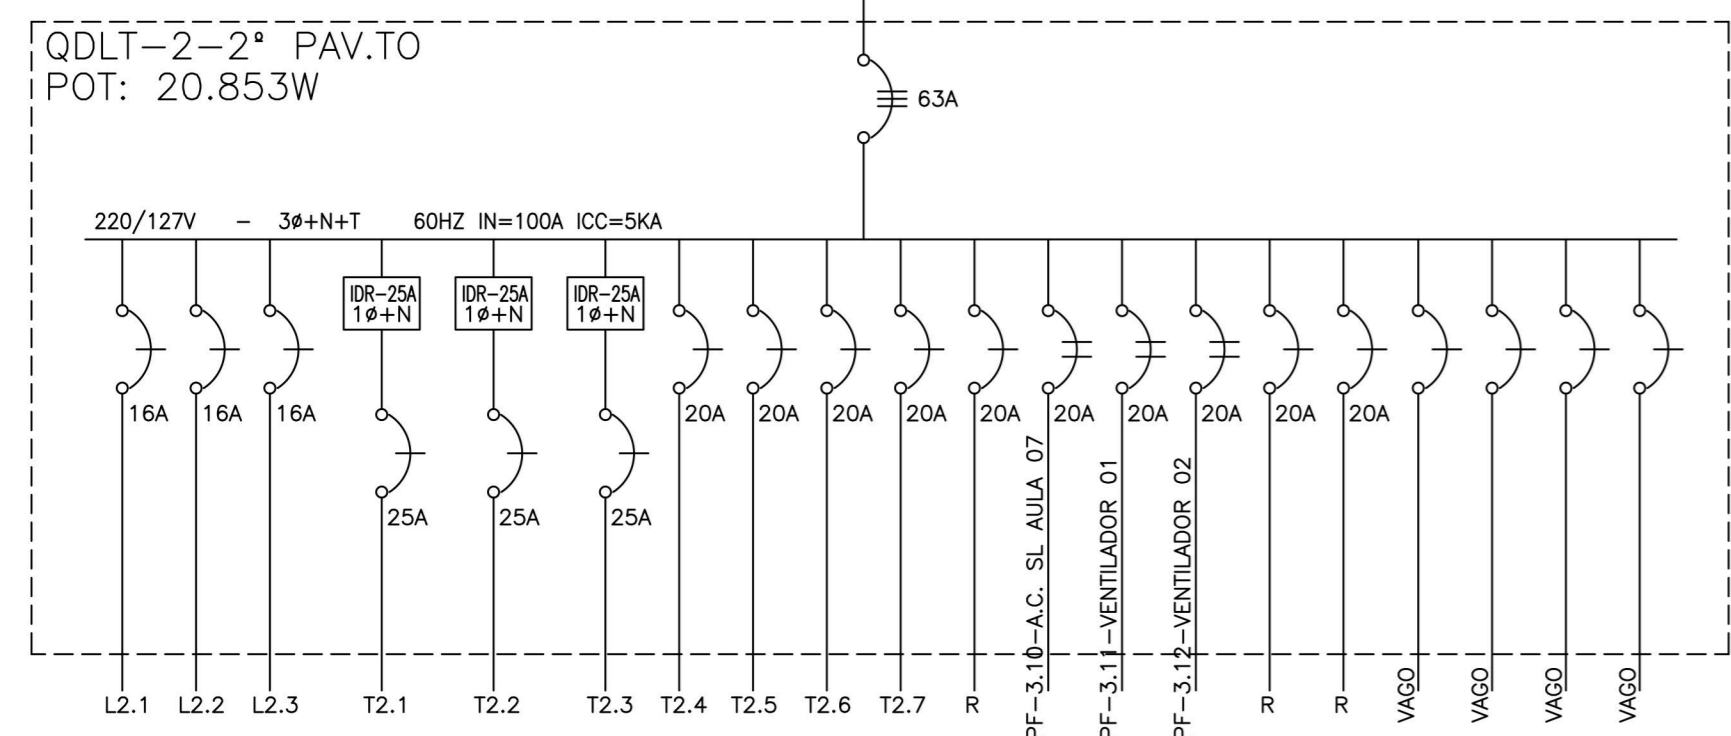 QDLT-2-2º PAV.TO
POT: 20.853W
63A
220/127V - 3ø+N+T 60HZ IN=100A ICC=5KA
IDR-25A
1ø+N
IDR-25A
1ø+N
IDR-25A
1ø+N
16A
16A
16A
20A
20A
20A
20A
20A
20A
20A
20A
20A
20A
25A
25A
25A
PF-3.10-A.C. SL AULA 07
PF-3.11-VENTILADOR 01
PF-3.12-VENTILADOR 02
L2.1
L2.2
L2.3
T2.1
T2.2
T2.3
T2.4
T2.5
T2.6
T2.7
R
R
R
VAGO
VAGO
VAGO
VAGO